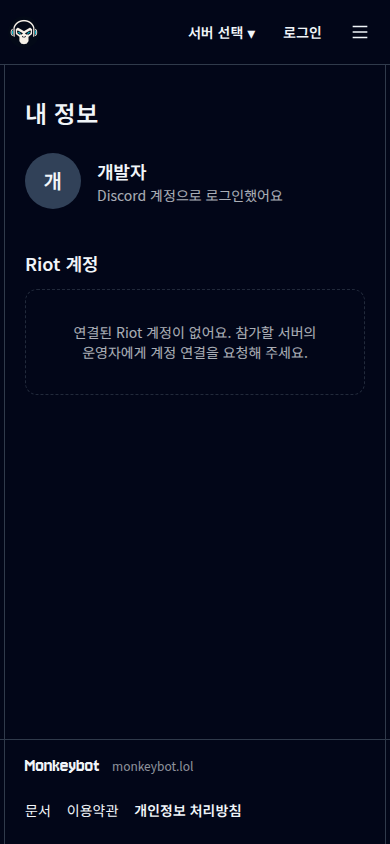 서버 선택 ▾
로그인
내 정보
개
개발자
Discord 계정으로 로그인했어요
Riot 계정
연결된 Riot 계정이 없어요. 참가할 서버의
운영자에게 계정 연결을 요청해 주세요.
Monkeybot monkeybot.lol
문서 이용약관 개인정보 처리방침